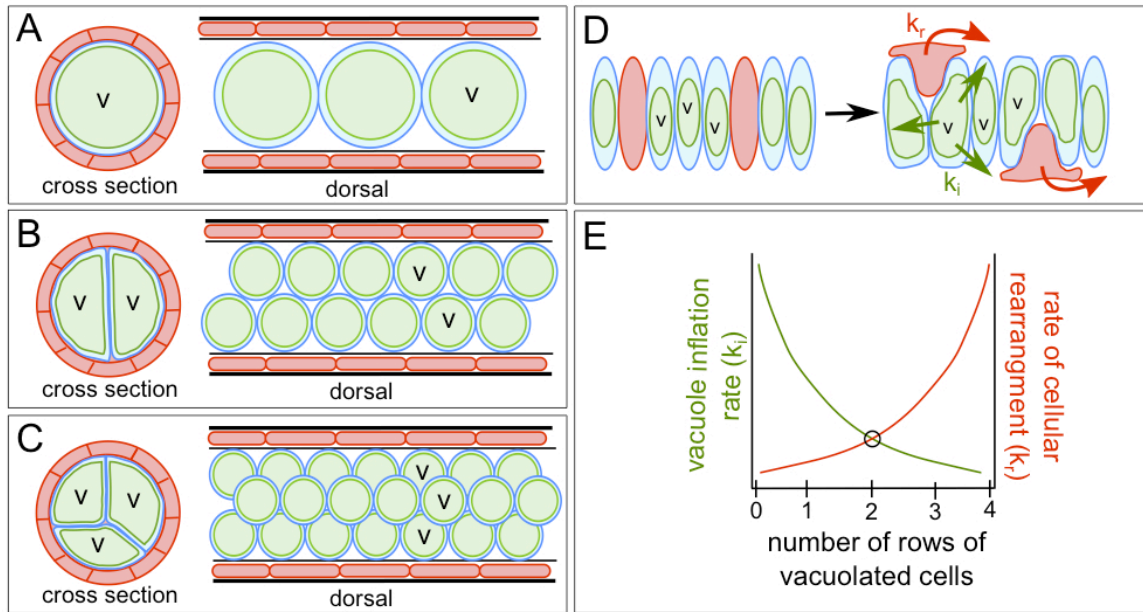 A
V
V
cross section
dorsal
B
V
V
V
V
cross section
dorsal
C
V
V
V
V
V
V
cross section
dorsal
D
kr
V
V
V
V
V
V
ki
E
vacuole inflation
rate (ki)
rate of cellular
rearrangment (kr)
0 1 2 3 4
number of rows of
vacuolated cells